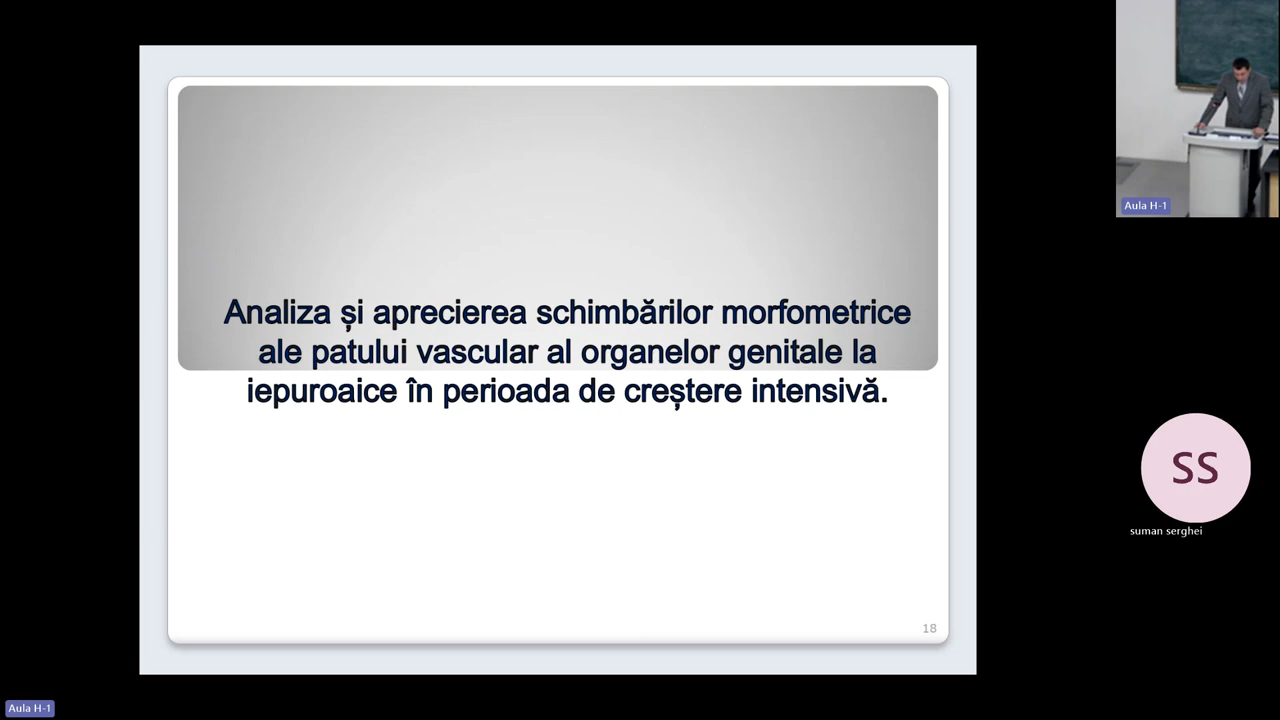 Analiza și aprecierea schimbărilor morfometrice
ale patului vascular al organelor genitale la
iepuroaice în perioada de creștere intensivă.
18
Aula H-1
SS
suman serghei
Aula H-1